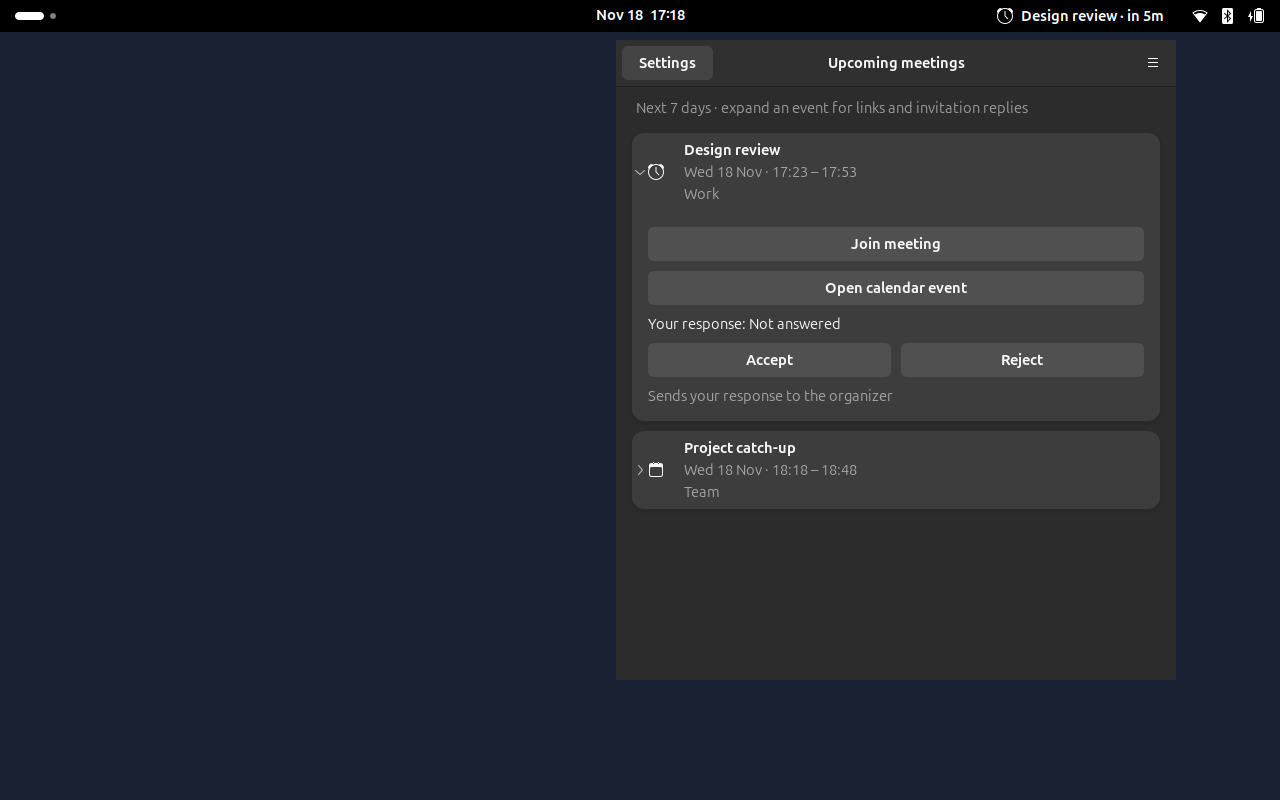 Nov 18  17:18
Design review · in 5m
Settings
Upcoming meetings
Next 7 days · expand an event for links and invitation replies
Design review
Wed 18 Nov · 17:23 – 17:53
Work
Join meeting
Open calendar event
Your response: Not answered
Accept
Reject
Sends your response to the organizer
Project catch-up
Wed 18 Nov · 18:18 – 18:48
Team